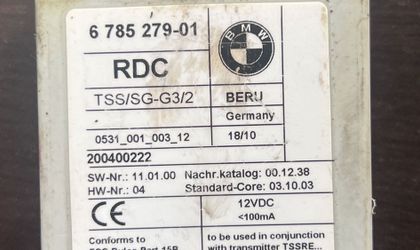 6 785 279-01
BMW
RDC
TSS/SG-G3/2 BERU
Germany
0531_001_003_12 18/10
200400222
SW-Nr.: 11.01.00 Nachr.katalog: 00.12.38
HW-Nr.: 04 Standard-Core: 03.10.03
CE 12VDC
<100mA
Conforms to to be used in conjunction
with transmitter TSSRE...